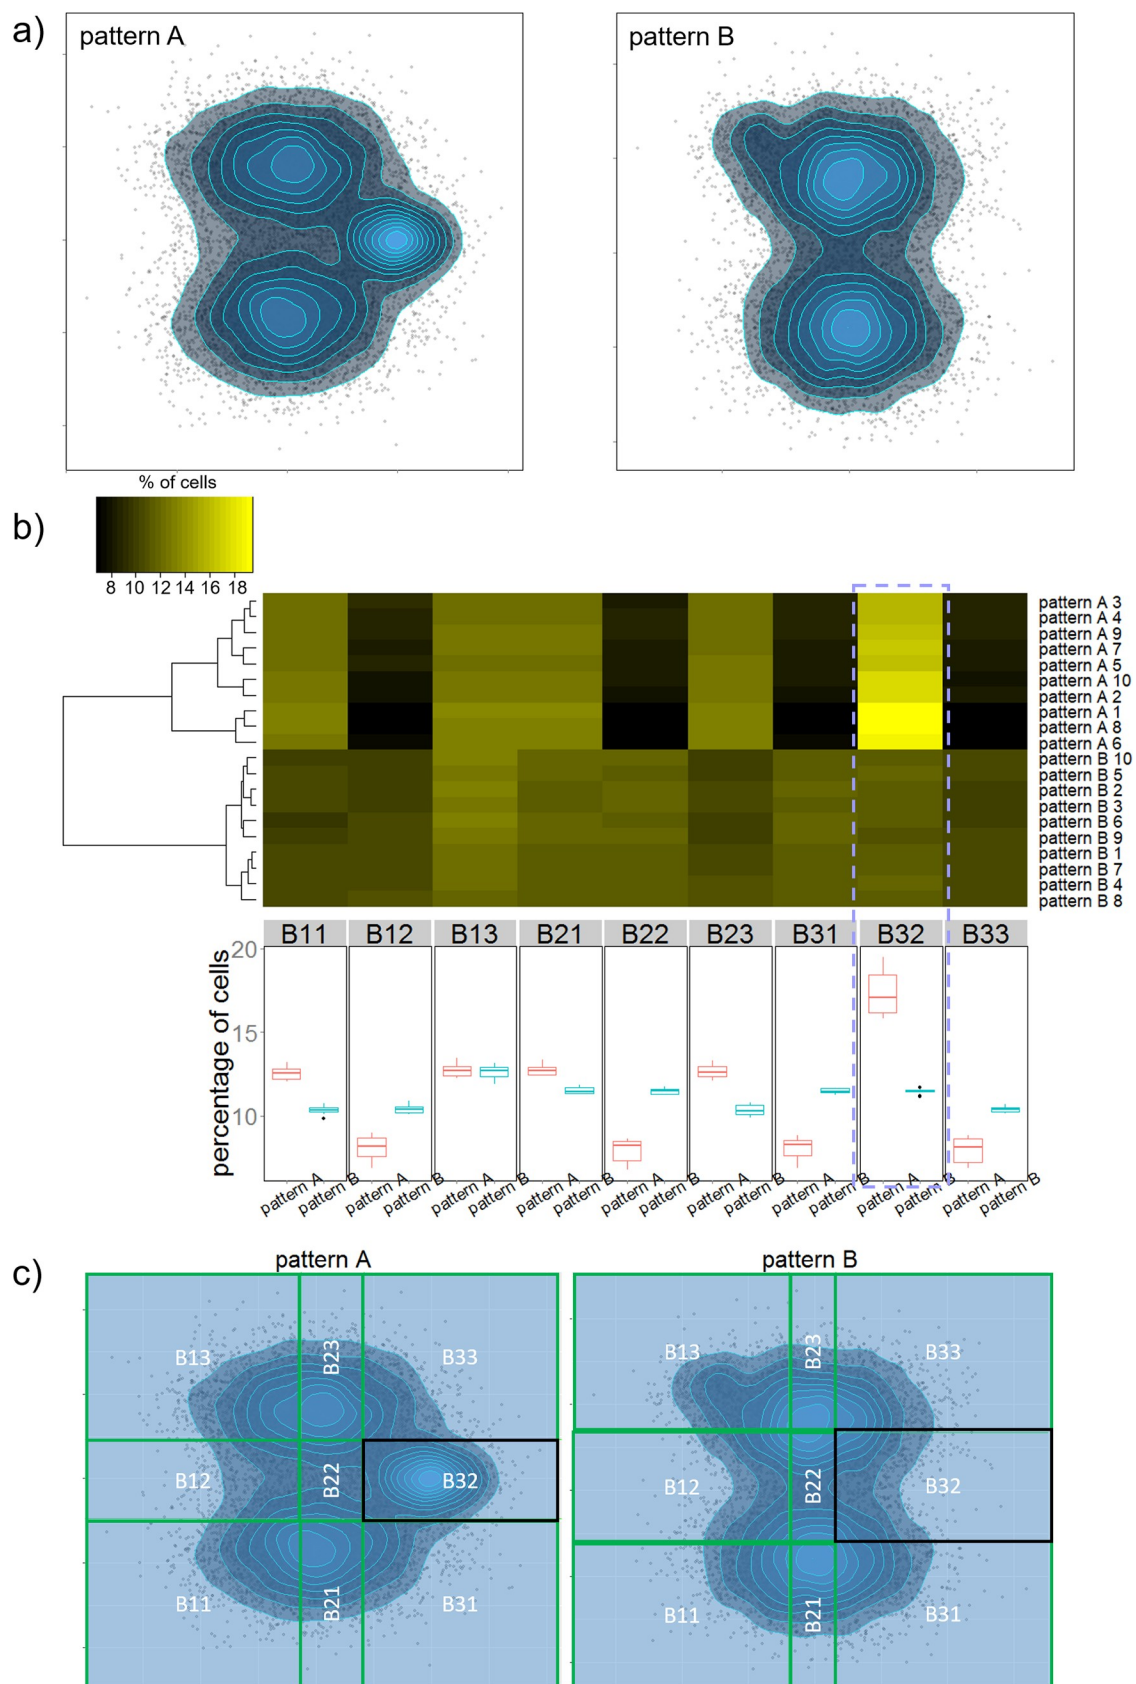 a)
pattern A
pattern B
% of cells
b)
8 10 12 14 16 18
pattern A 3
pattern A 4
pattern A 9
pattern A 7
pattern A 5
pattern A 10
pattern A 2
pattern A 1
pattern A 8
pattern A 6
pattern B 10
pattern B 5
pattern B 2
pattern B 3
pattern B 6
pattern B 9
pattern B 1
pattern B 7
pattern B 4
pattern B 8
B11 B12 B13 B21 B22 B23 B31 B32 B33
percentage of cells
20
15
10
pattern A pattern B pattern A pattern B pattern A pattern B pattern A pattern B pattern A pattern B pattern A pattern B pattern A pattern B pattern A pattern B pattern A pattern B
c)
pattern A
pattern B
B13 B23 B33
B12 B22 B32
B11 B21 B31
B13 B23 B33
B12 B22 B32
B11 B21 B31